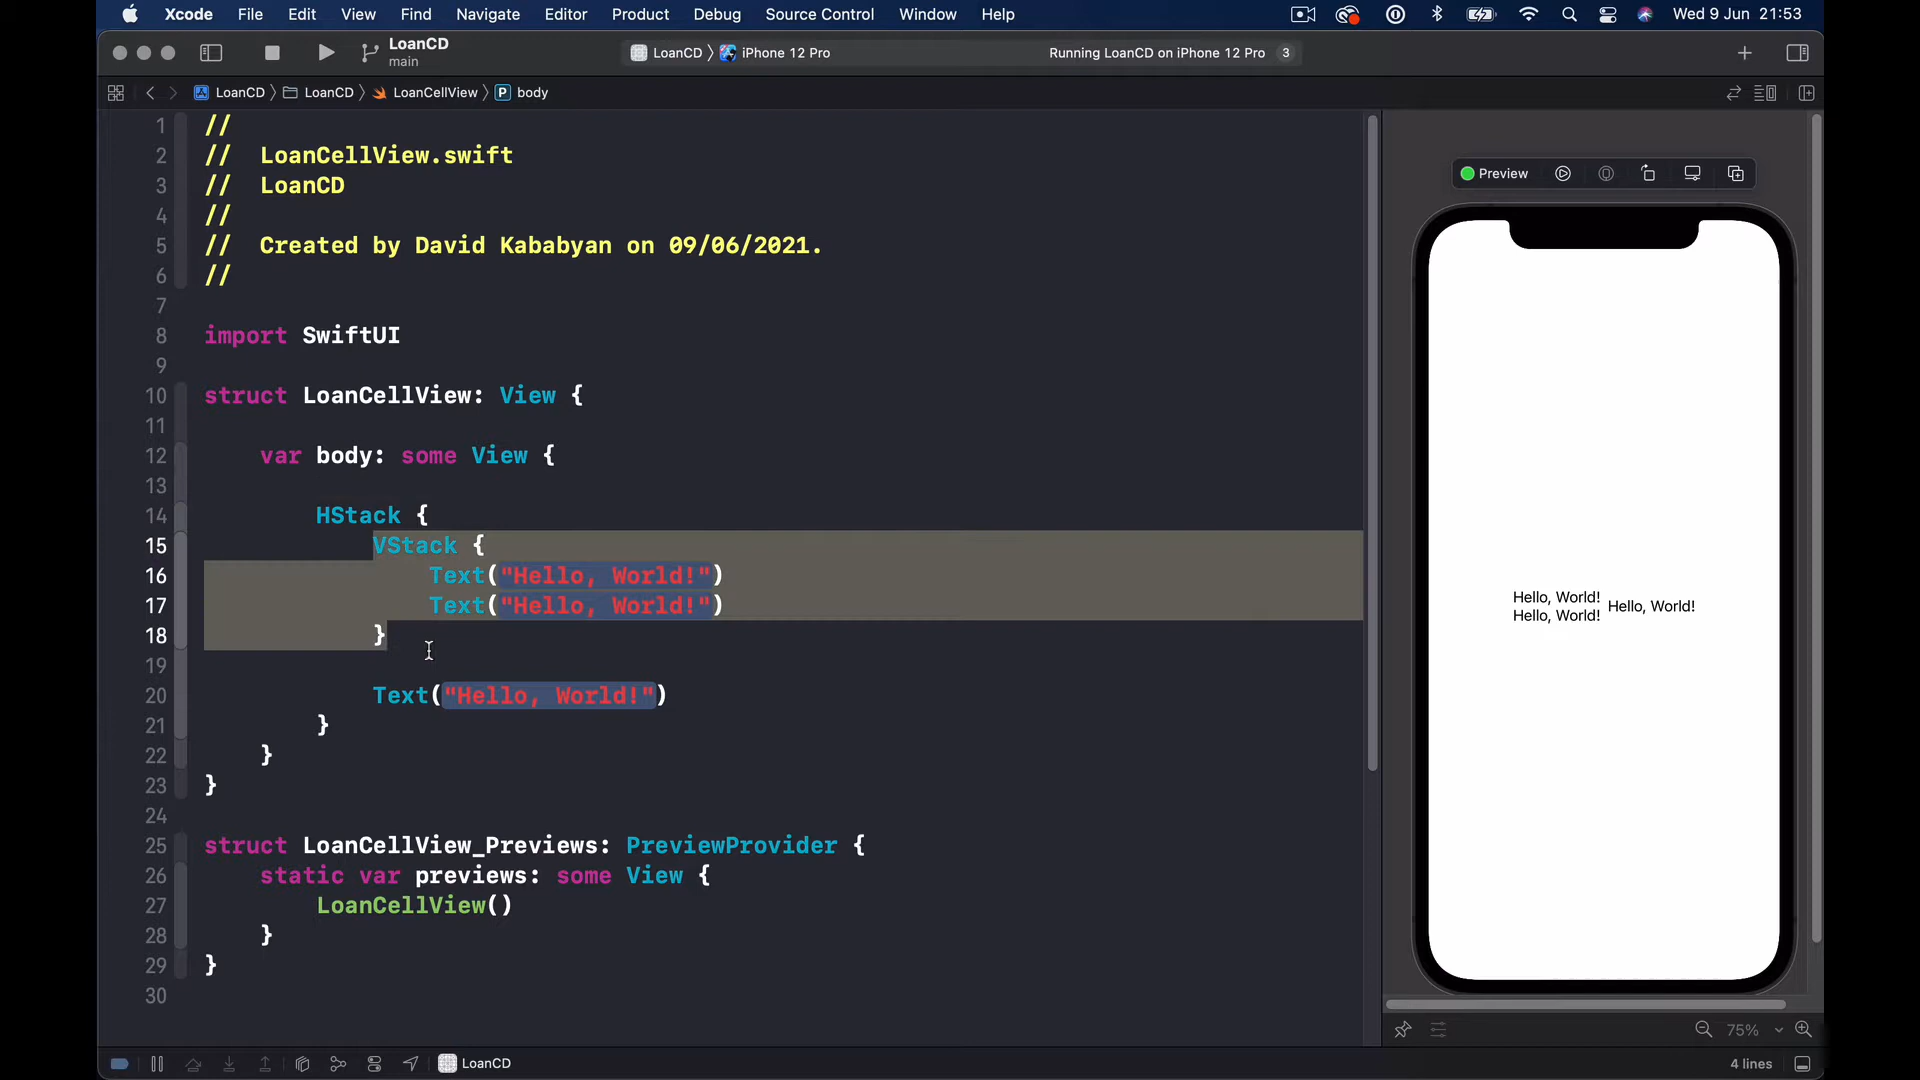 Xcode File Edit View Find Navigate Editor Product Debug Source Control Window Help Wed 9 Jun 21:53
LoanCD
main
LoanCD 〉 iPhone 12 Pro Running LoanCD on iPhone 12 Pro 3
LoanCD 〉 LoanCD 〉 LoanCellView 〉 P body
1 //
2 //  LoanCellView.swift
3 //  LoanCD
4 //
5 //  Created by David Kababyan on 09/06/2021.
6 //
7
8 import SwiftUI
9
10 struct LoanCellView: View {
11
12     var body: some View {
13
14         HStack {
15             VStack {
16                 Text("Hello, World!")
17                 Text("Hello, World!")
18             }
19
20             Text("Hello, World!")
21         }
22     }
23 }
24
25 struct LoanCellView_Previews: PreviewProvider {
26     static var previews: some View {
27         LoanCellView()
28     }
29 }
30
Preview
Hello, World!
Hello, World!
Hello, World!
75%
LoanCD
4 lines